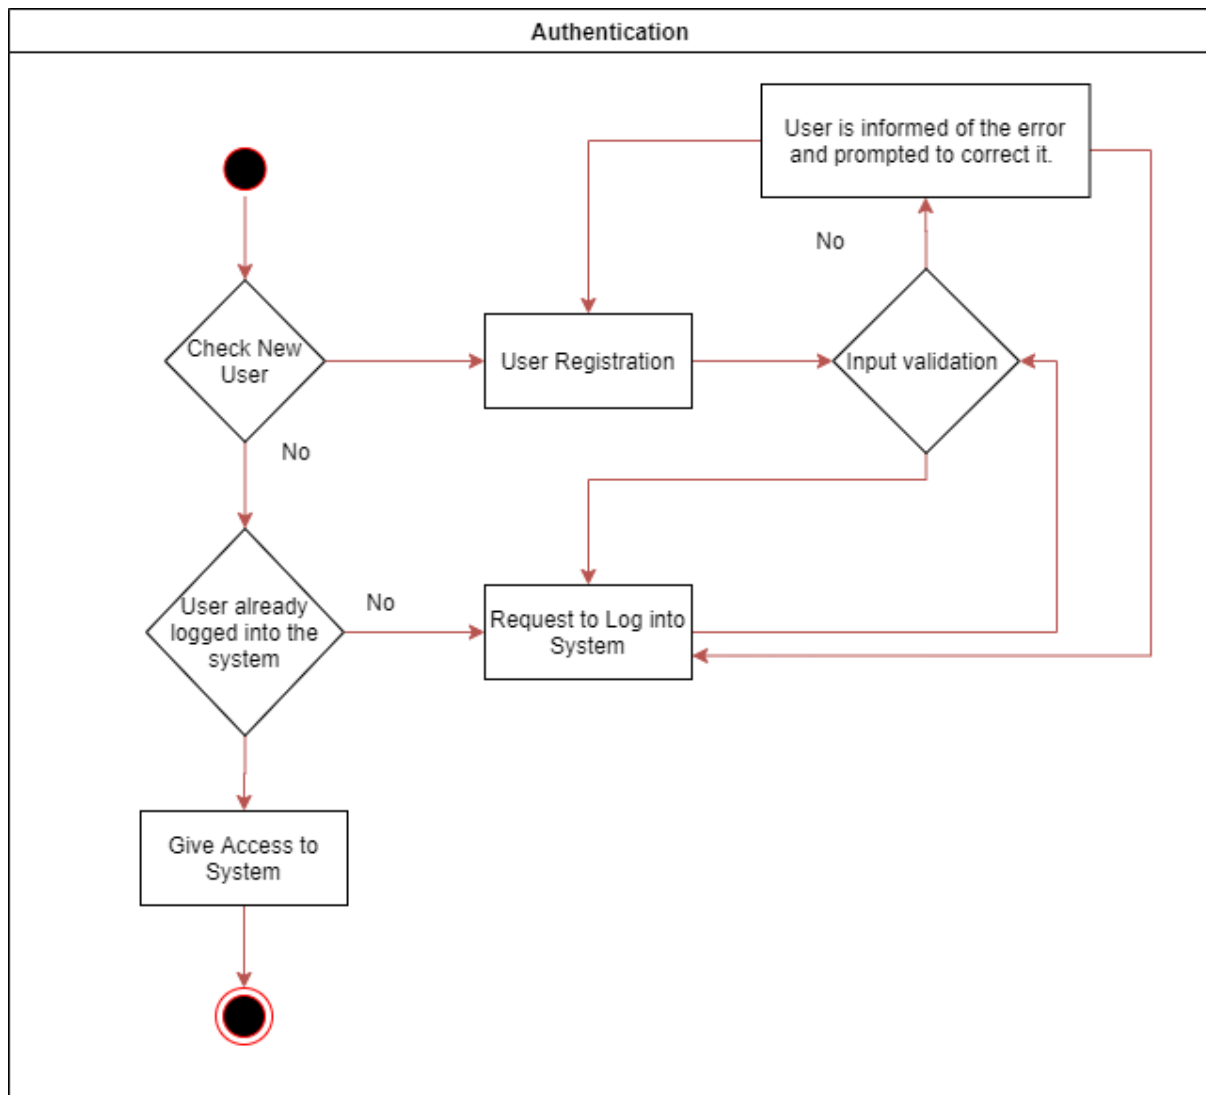 Authentication
User is informed of the error
and prompted to correct it.
No
Check New
User
User Registration
Input validation
No
User already
logged into the
system
No
Request to Log into
System
Give Access to
System